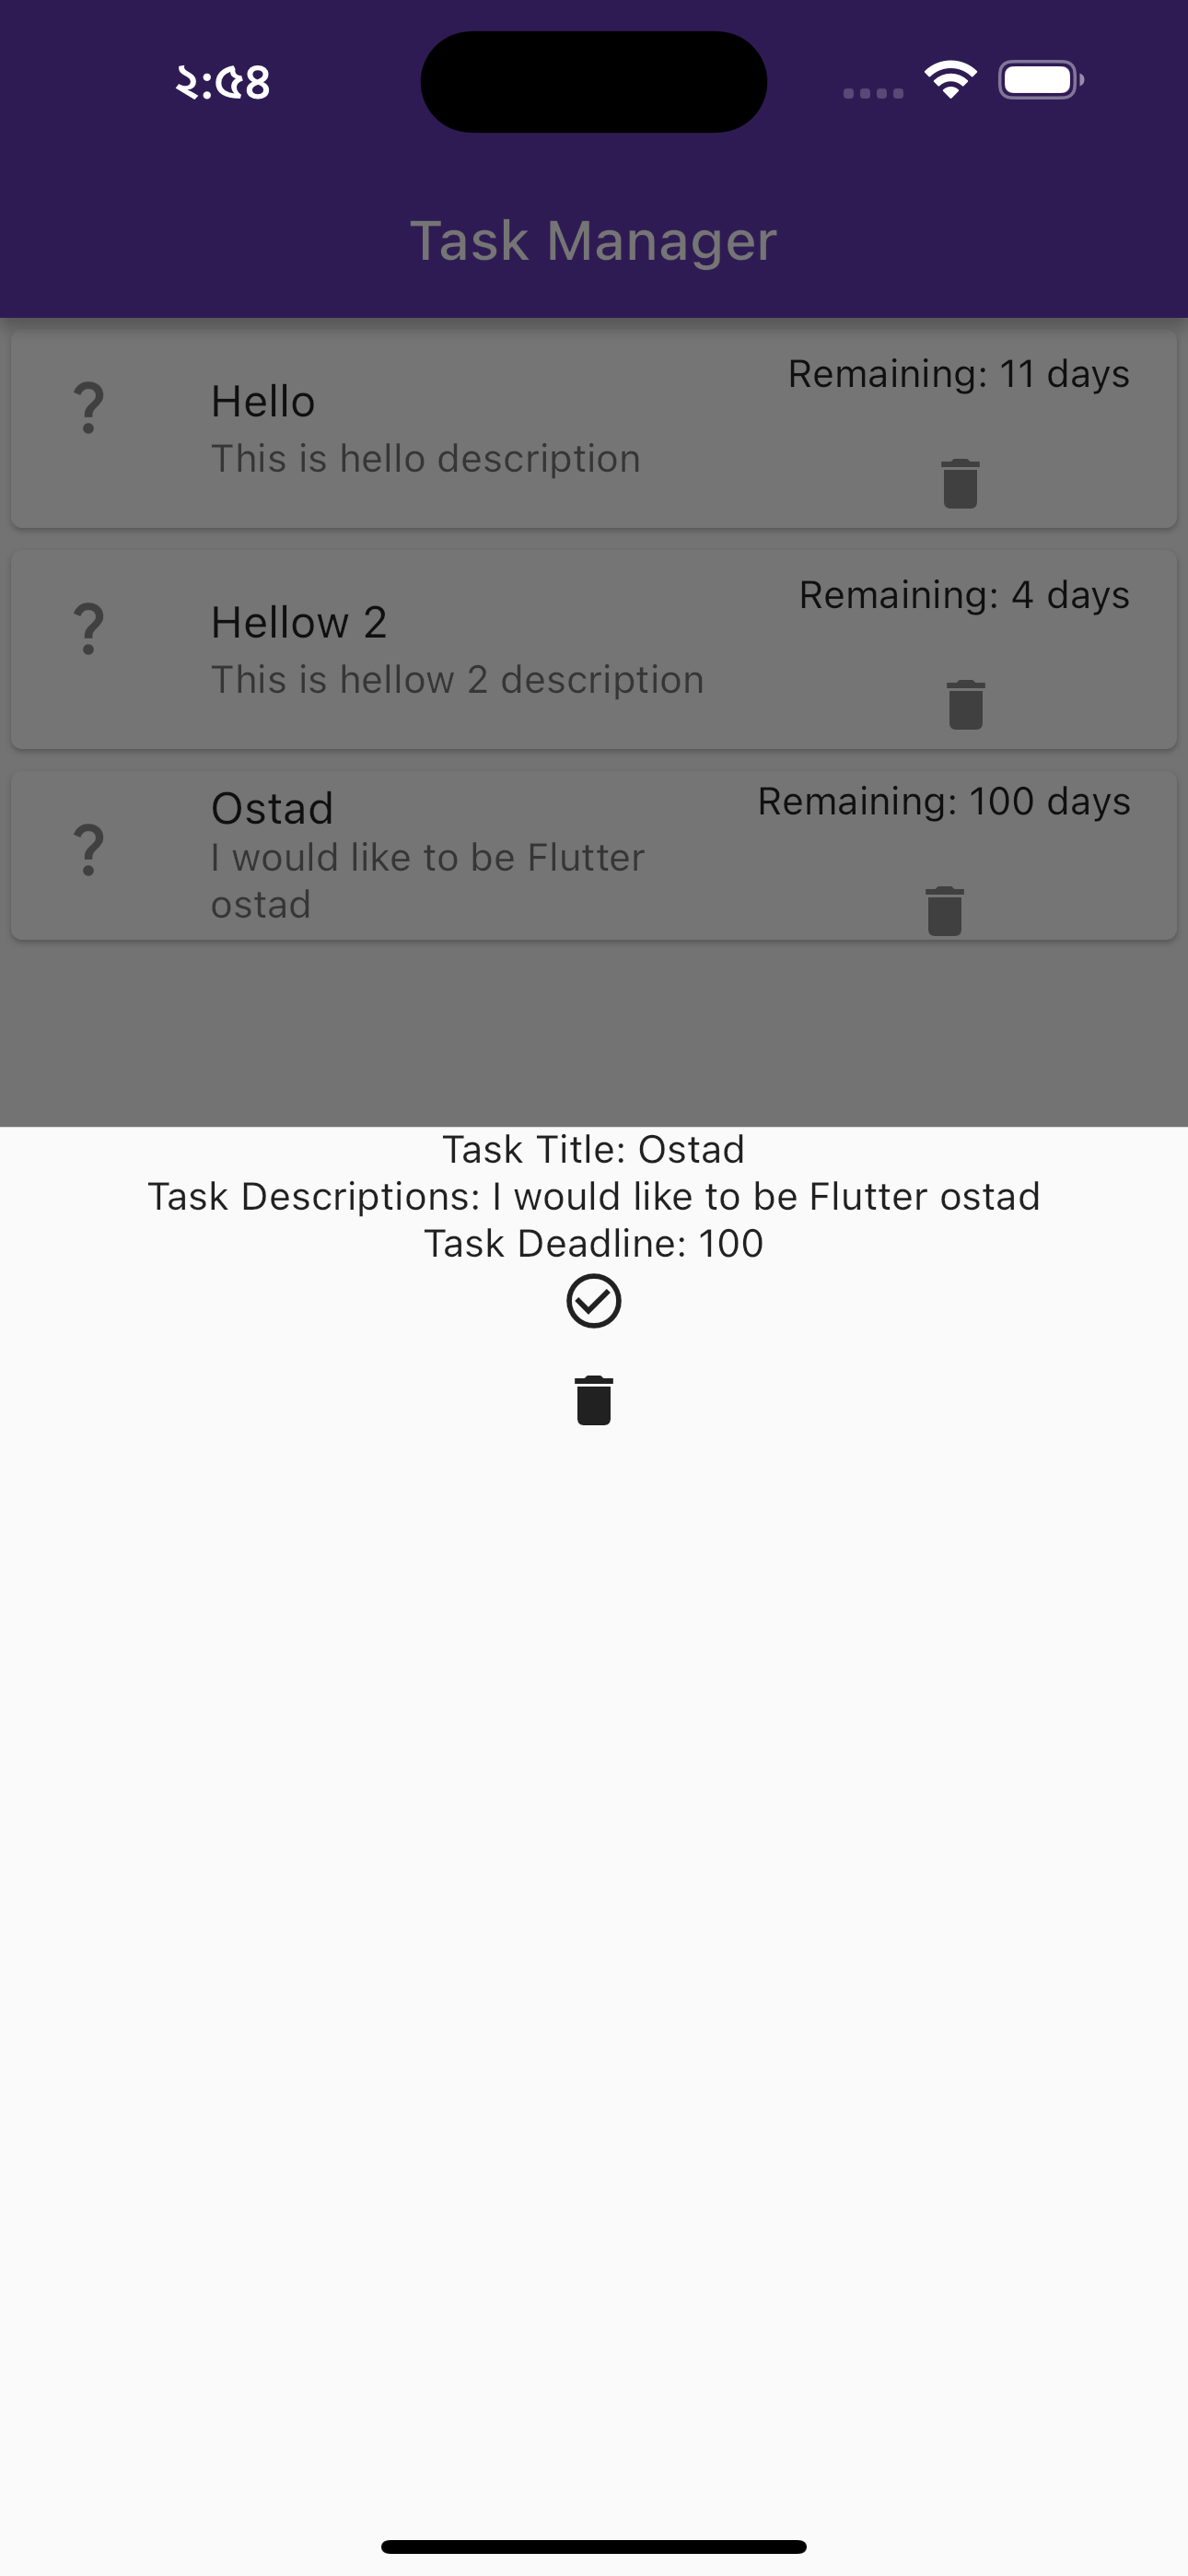 ২:৫৪
Task Manager
?
Hello
This is hello description
Remaining: 11 days
?
Hellow 2
This is hellow 2 description
Remaining: 4 days
?
Ostad
I would like to be Flutter
ostad
Remaining: 100 days
Task Title: Ostad
Task Descriptions: I would like to be Flutter ostad
Task Deadline: 100